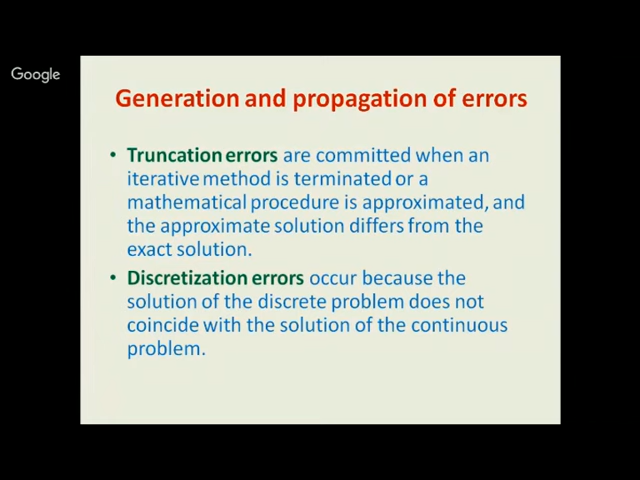 Google
Generation and propagation of errors
• Truncation errors are committed when an
iterative method is terminated or a
mathematical procedure is approximated, and
the approximate solution differs from the
exact solution.
• Discretization errors occur because the
solution of the discrete problem does not
coincide with the solution of the continuous
problem.